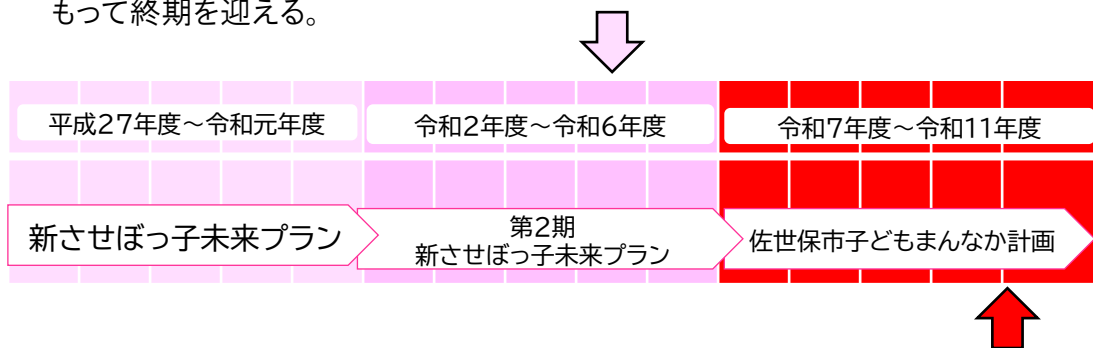 もって終期を迎える。
平成27年度～令和元年度
令和2年度～令和6年度
令和7年度～令和11年度
新させぼっ子未来プラン
第2期
新させぼっ子未来プラン
佐世保市子どもまんなか計画